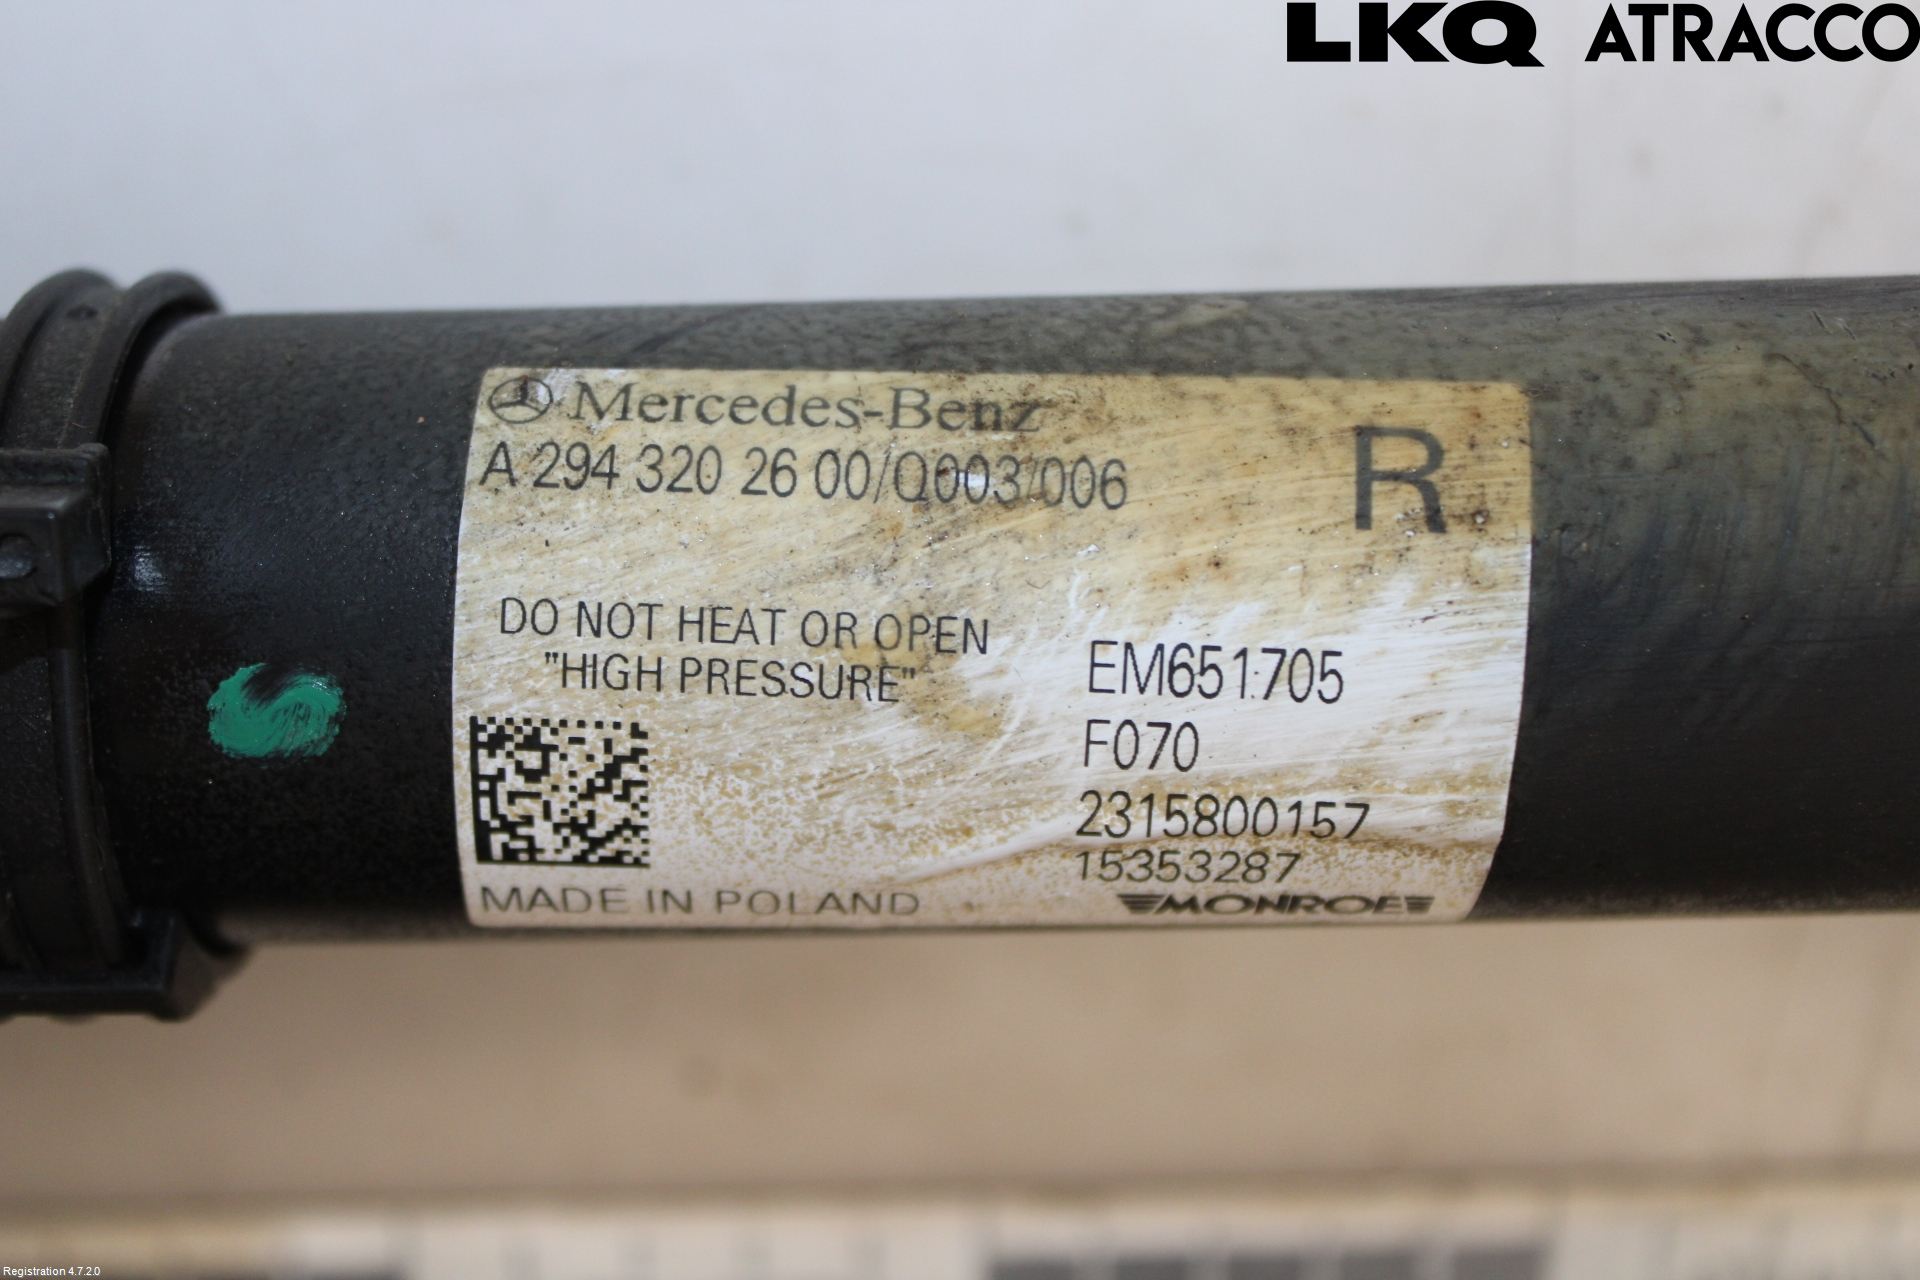 LKQ ATRACCO
Mercedes-Benz
A 294 320 26 00/Q003/006
R
DO NOT HEAT OR OPEN
"HIGH PRESSURE"
EM651705
F070
2315800157
15353287
MADE IN POLAND
MONROE
Registration 4.7.2.0